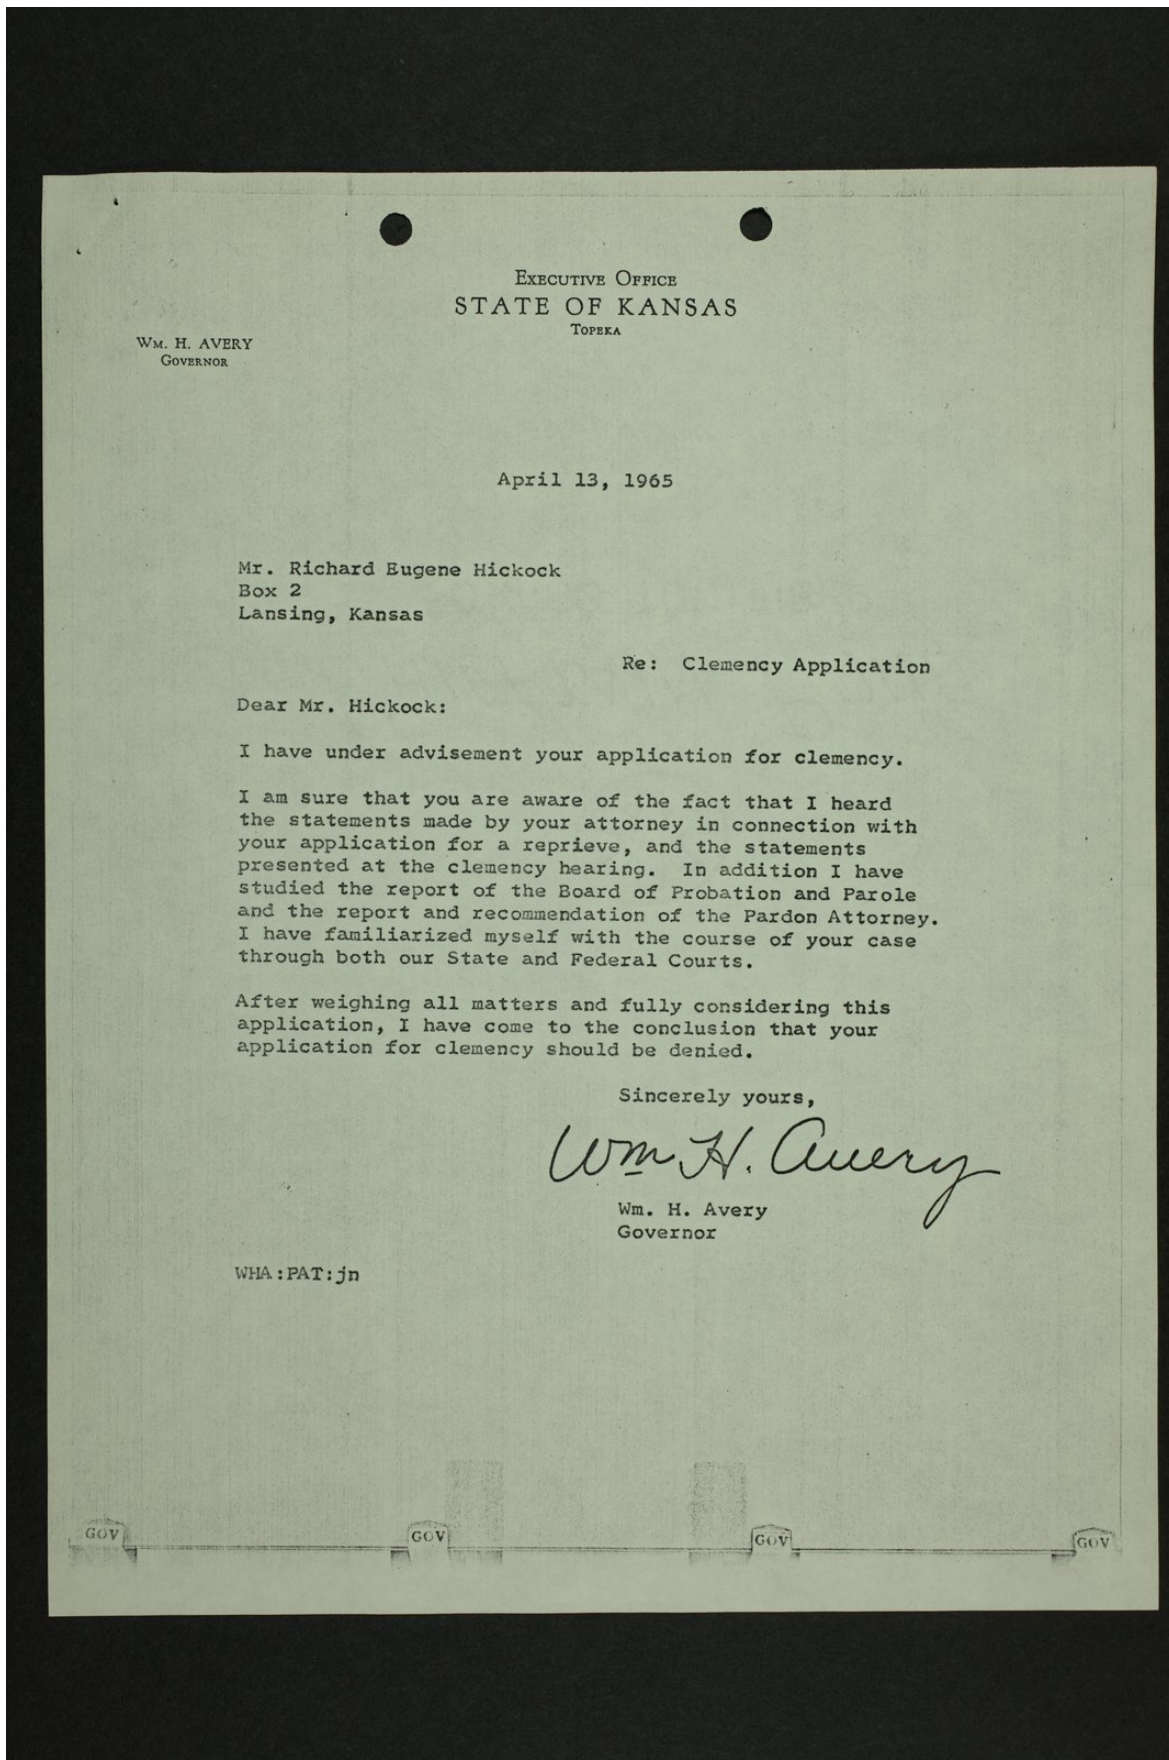 EXECUTIVE OFFICE
STATE OF KANSAS
TOPEKA
WM. H. AVERY
GOVERNOR
April 13, 1965
Mr. Richard Eugene Hickock
Box 2
Lansing, Kansas
Re: Clemency Application
Dear Mr. Hickock:
I have under advisement your application for clemency.
I am sure that you are aware of the fact that I heard
the statements made by your attorney in connection with
your application for a reprieve, and the statements
presented at the clemency hearing. In addition I have
studied the report of the Board of Probation and Parole
and the report and recommendation of the Pardon Attorney.
I have familiarized myself with the course of your case
through both our State and Federal Courts.
After weighing all matters and fully considering this
application, I have come to the conclusion that your
application for clemency should be denied.
Sincerely yours,
Wm H. Avery
Wm. H. Avery
Governor
WHA:PAT:jn
GOV GOV GOV GOV